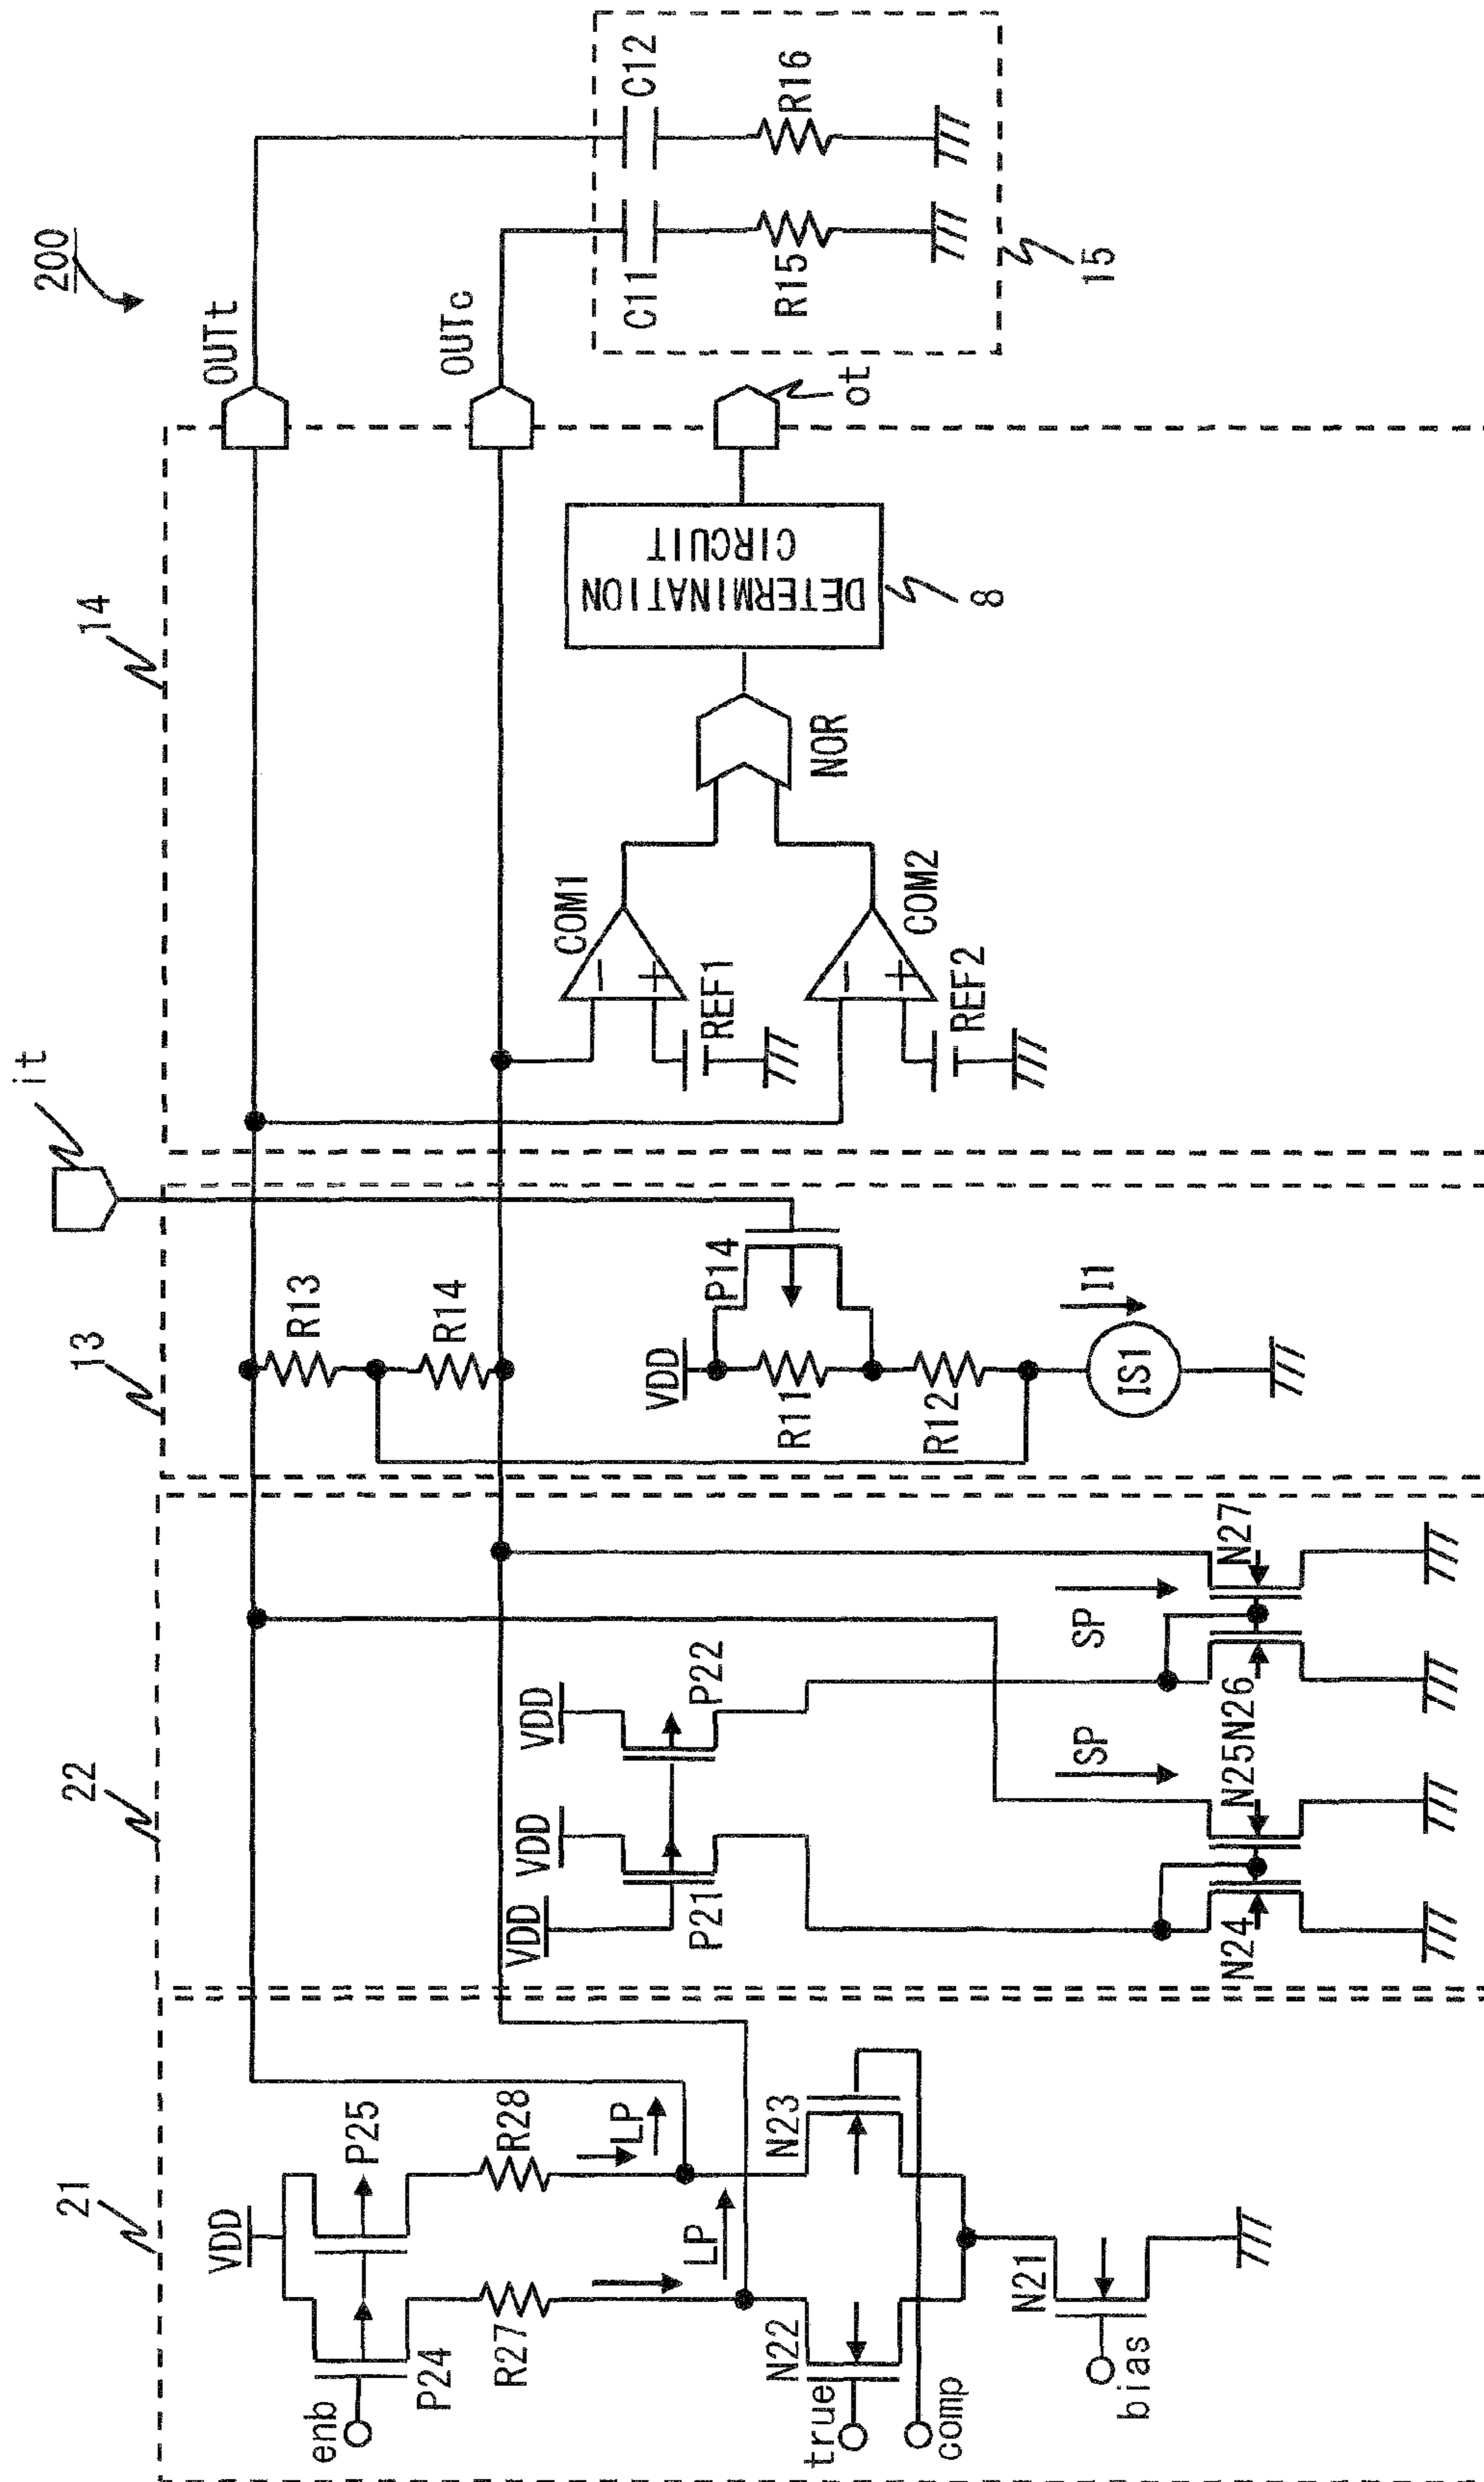 200
21
22
13
14
it
VDD
enb
P24
P25
R27
R28
LP
LP
true
N22
N23
comp
bias
N21
VDD
VDD
VDD
P21
P22
SP
SP
N24
N25
N26
N27
R13
R14
VDD
P14
R11
R12
IS1
I1
COM1
REF1
COM2
REF2
NOR
DETERMINATION
CIRCUIT
8
OUTt
OUTc
ot
C11
C12
R15
R16
15